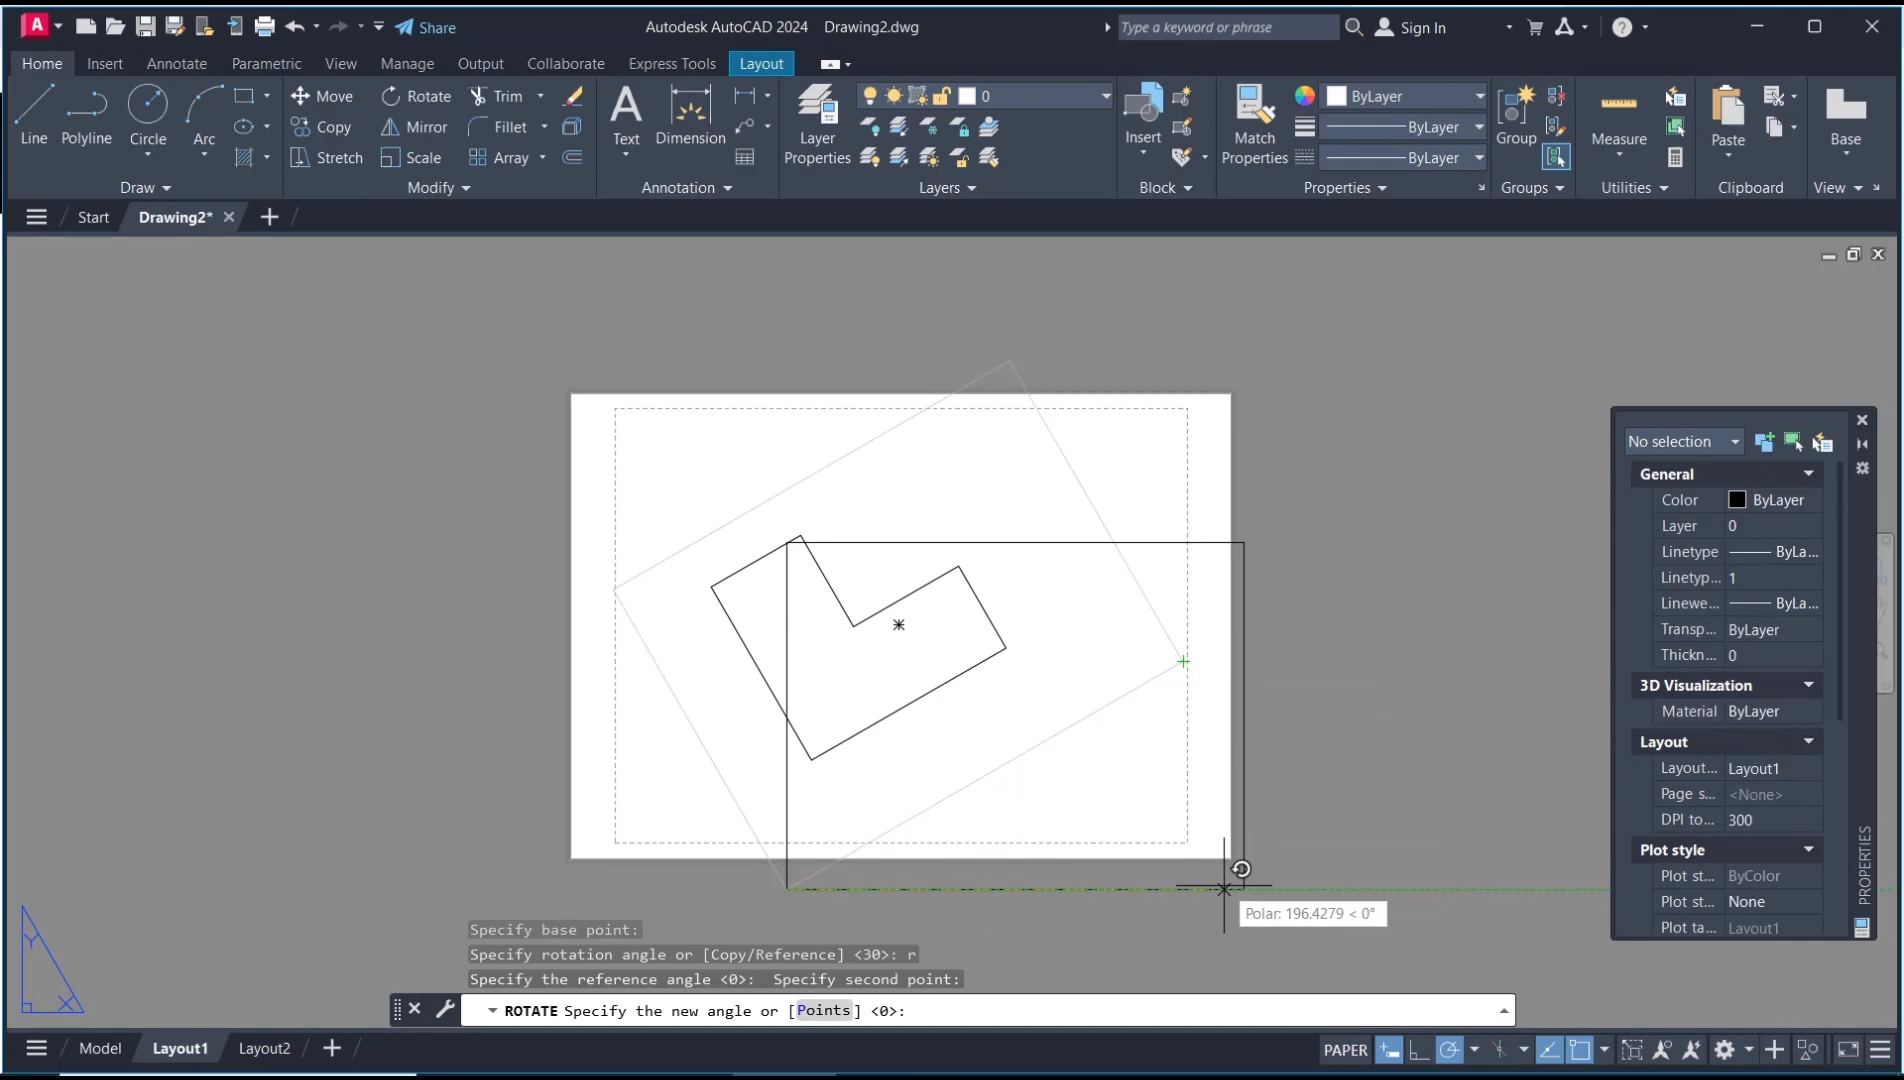 A Share Autodesk AutoCAD 2024 Drawing2.dwg Type a keyword or phrase Sign In
Home Insert Annotate Parametric View Manage Output Collaborate Express Tools Layout
Line Polyline Circle Arc
Move Rotate Trim
Copy Mirror Fillet
Stretch Scale Array
Text Dimension
Layer Properties
0
Insert
Match Properties
ByLayer
ByLayer
ByLayer
Group Measure Paste Base
Draw Modify Annotation Layers Block Properties Groups Utilities Clipboard View
Start Drawing2*
No selection
General
Color ByLayer
Layer 0
Linetype ByLa...
Linetyp... 1
Linewe... ByLa...
Transp... ByLayer
Thickn... 0
3D Visualization
Material ByLayer
Layout
Layout... Layout1
Page s... <None>
DPI to... 300
Plot style
Plot st... ByColor
Plot st... None
Plot ta... Layout1
PROPERTIES
Polar: 196.4279 < 0°
Y
X
Specify base point:
Specify rotation angle or [Copy/Reference] <30>: r
Specify the reference angle <0>: Specify second point:
ROTATE Specify the new angle or [Points] <0>:
Model Layout1 Layout2 PAPER